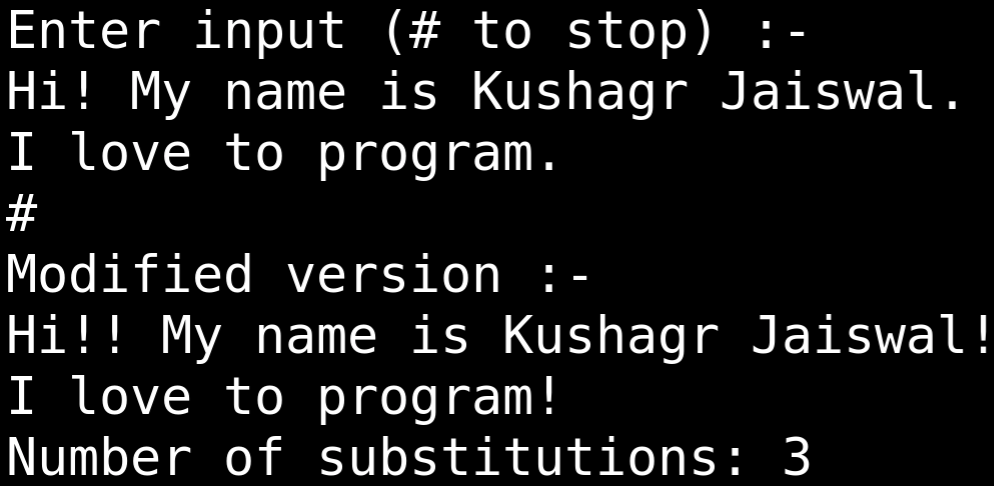 Enter input (# to stop) :-
Hi! My name is Kushagr Jaiswal.
I love to program.
#
Modified version :-
Hi!! My name is Kushagr Jaiswal!
I love to program!
Number of substitutions: 3